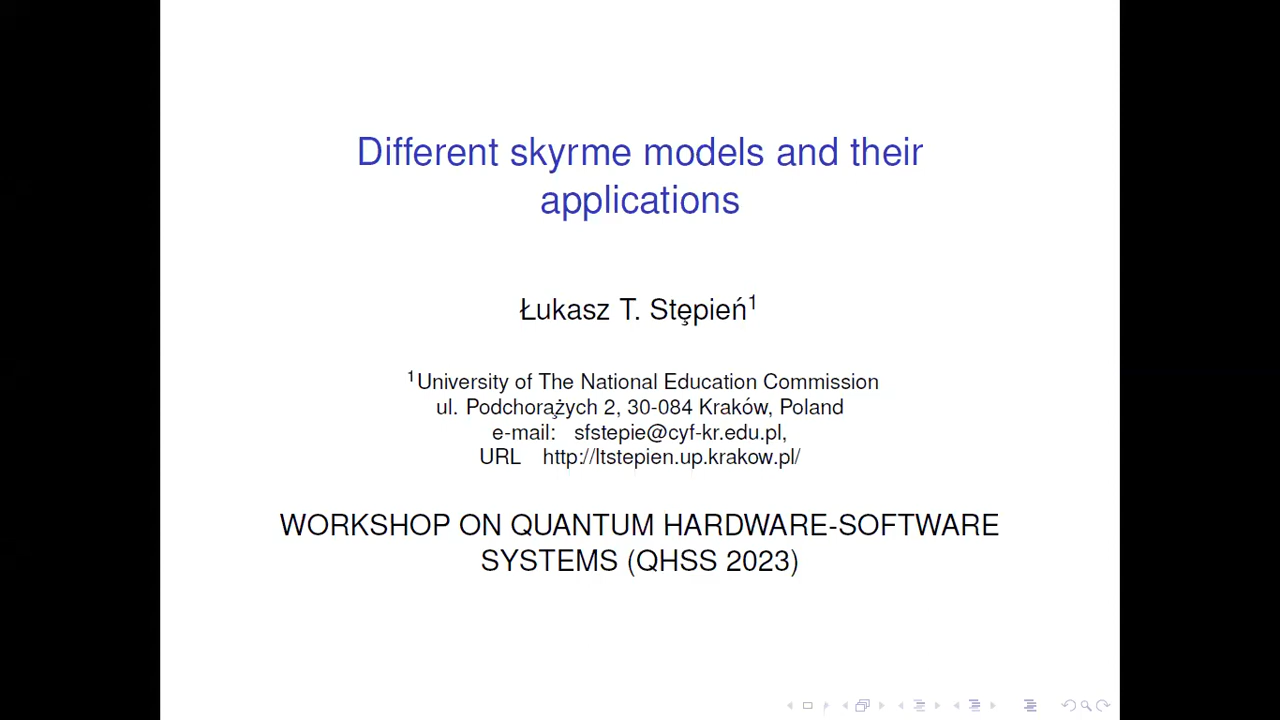 Different skyrme models and their
applications
Łukasz T. Stępień¹
¹University of The National Education Commission
ul. Podchorążych 2, 30-084 Kraków, Poland
e-mail: sfstepie@cyf-kr.edu.pl,
URL http://ltstepien.up.krakow.pl/
WORKSHOP ON QUANTUM HARDWARE-SOFTWARE
SYSTEMS (QHSS 2023)